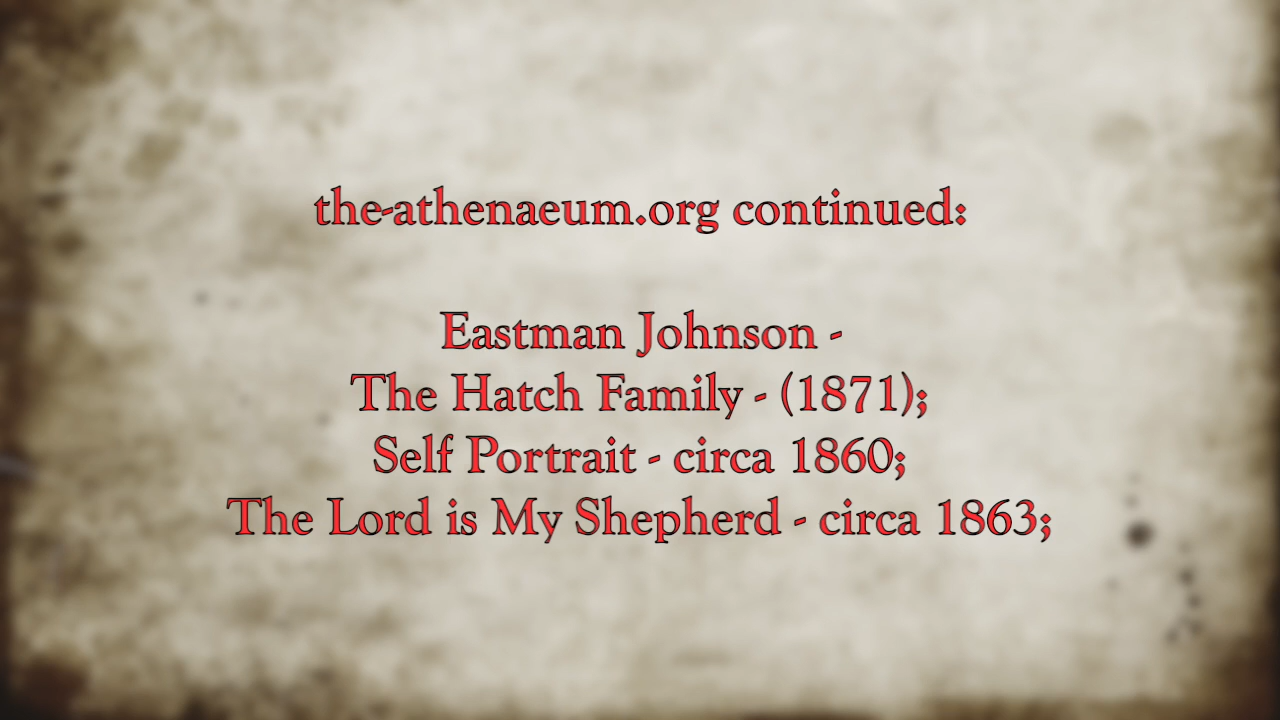 the-athenaeum.org continued:
Eastman Johnson -
The Hatch Family - (1871);
Self Portrait - circa 1860;
The Lord is My Shepherd - circa 1863;